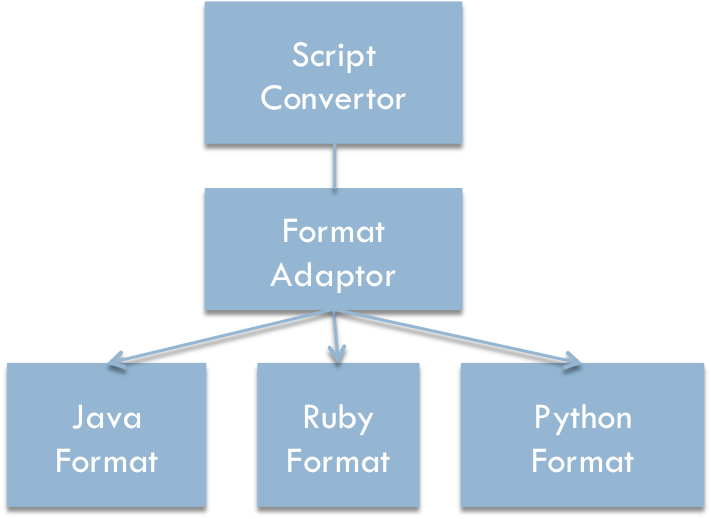 Script
Convertor
Format
Adaptor
Java
Format
Ruby
Format
Python
Format